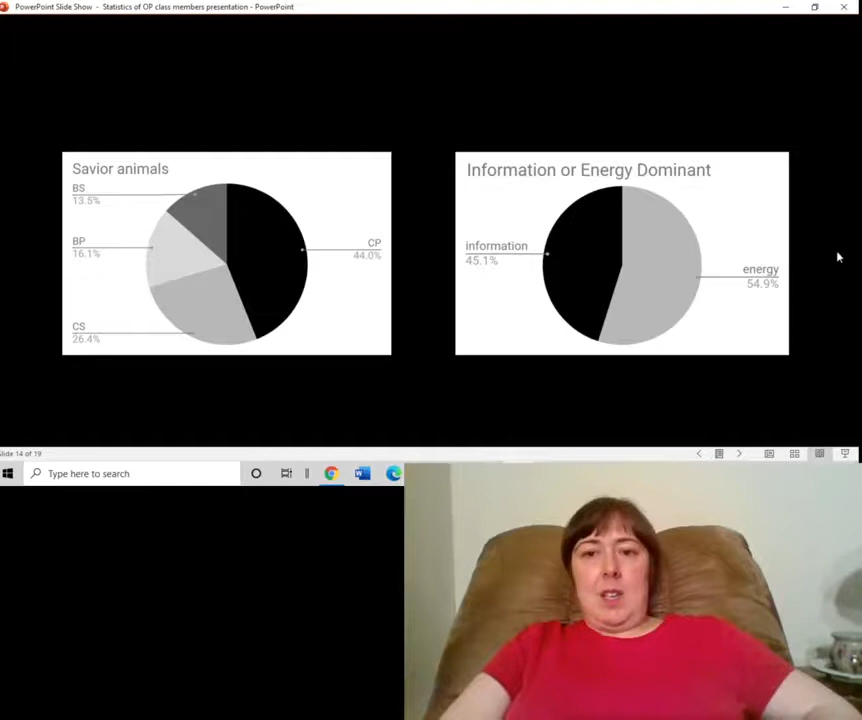 PowerPoint Slide Show - Statistics of OP class members presentation - PowerPoint
Savior animals
BS
13.5%
BP
16.1%
CS
26.4%
CP
44.0%
Information or Energy Dominant
information
45.1%
energy
54.9%
Slide 14 of 19
Type here to search